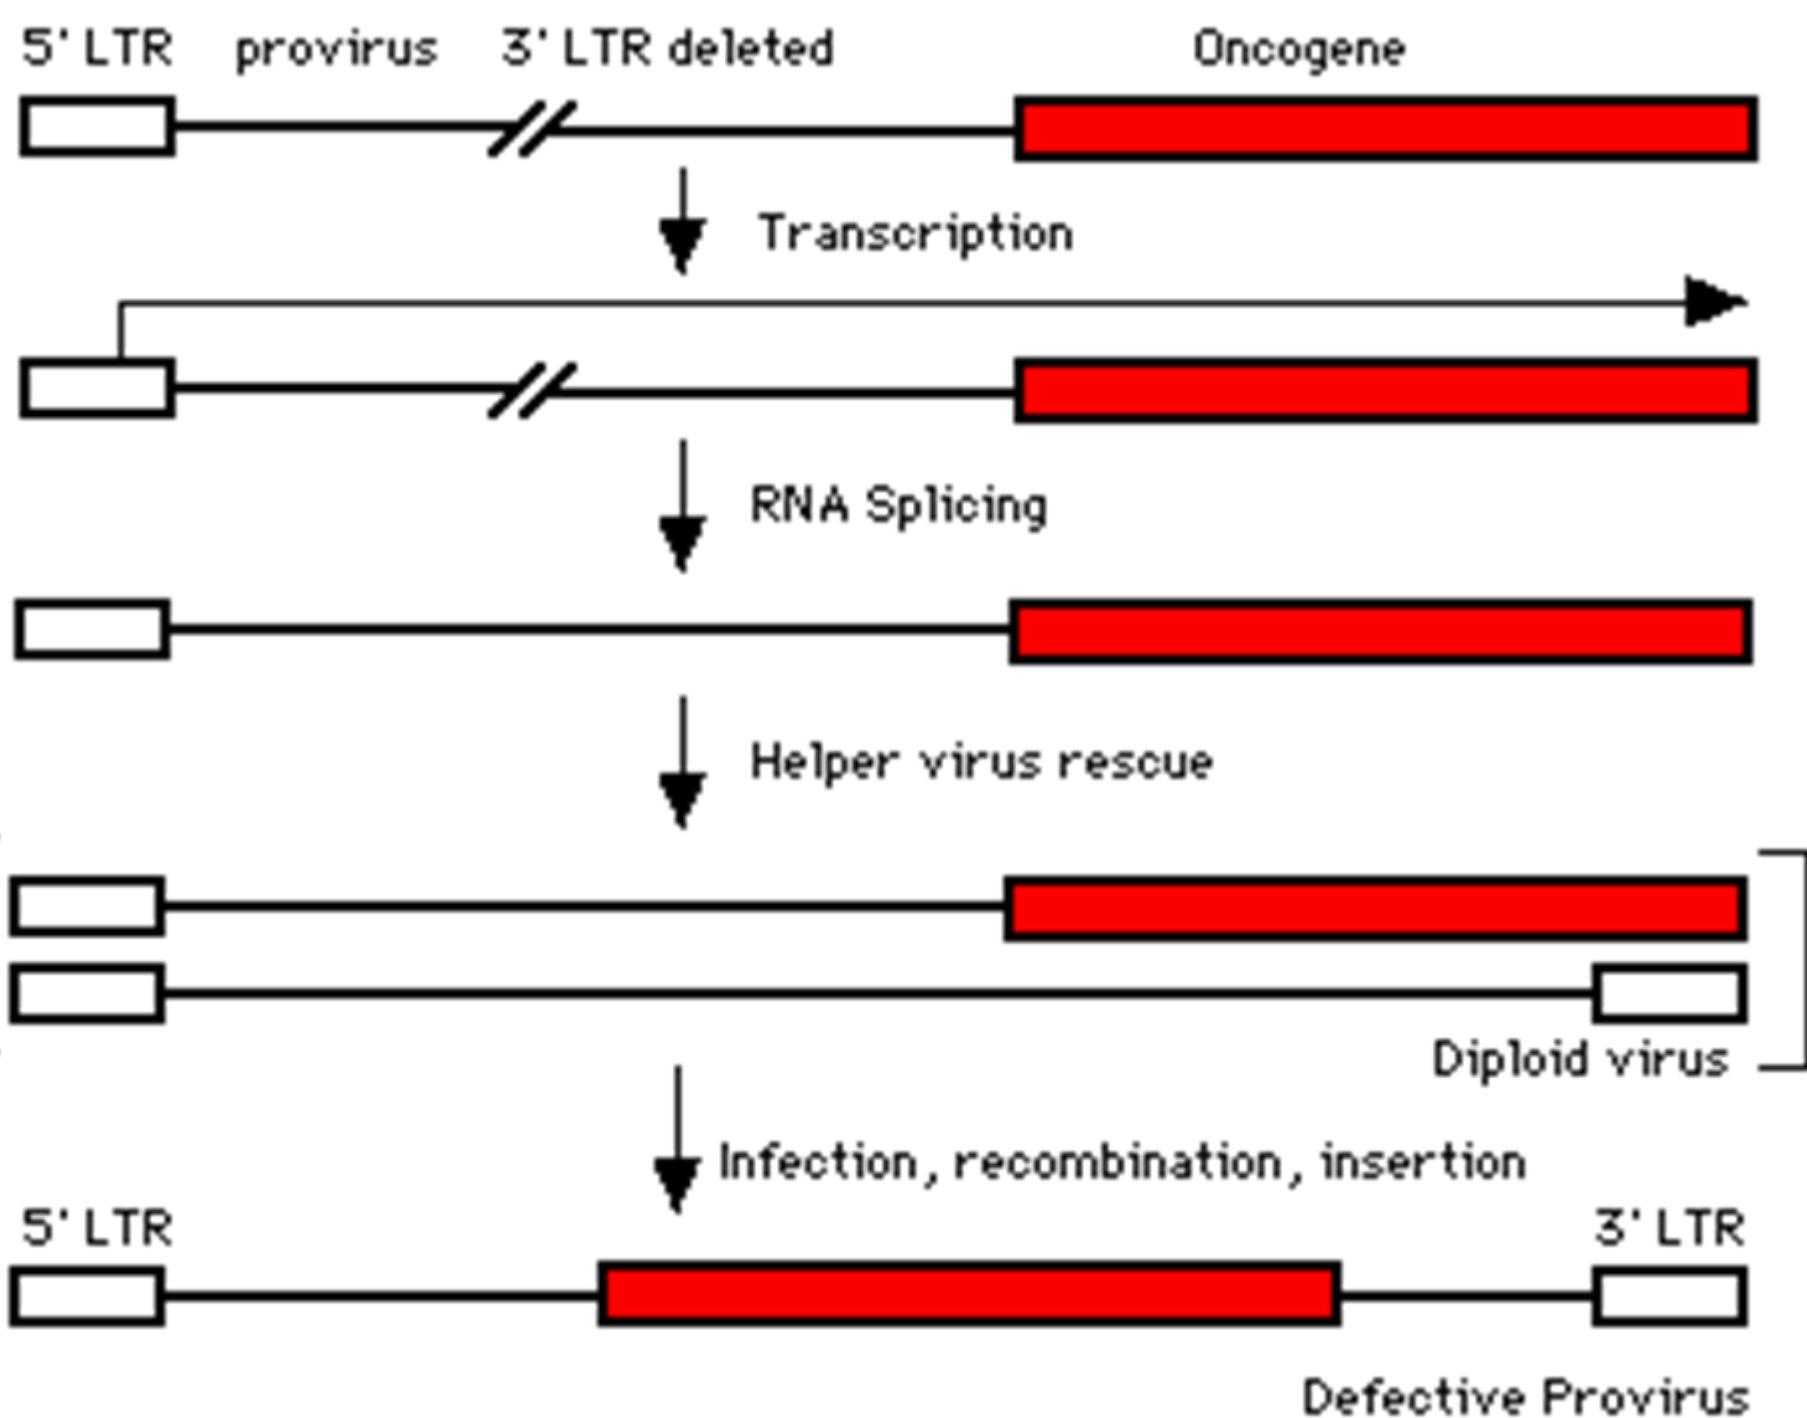 5' LTR provirus 3' LTR deleted Oncogene
Transcription
RNA Splicing
Helper virus rescue
Diploid virus
Infection, recombination, insertion
5' LTR 3' LTR
Defective Provirus